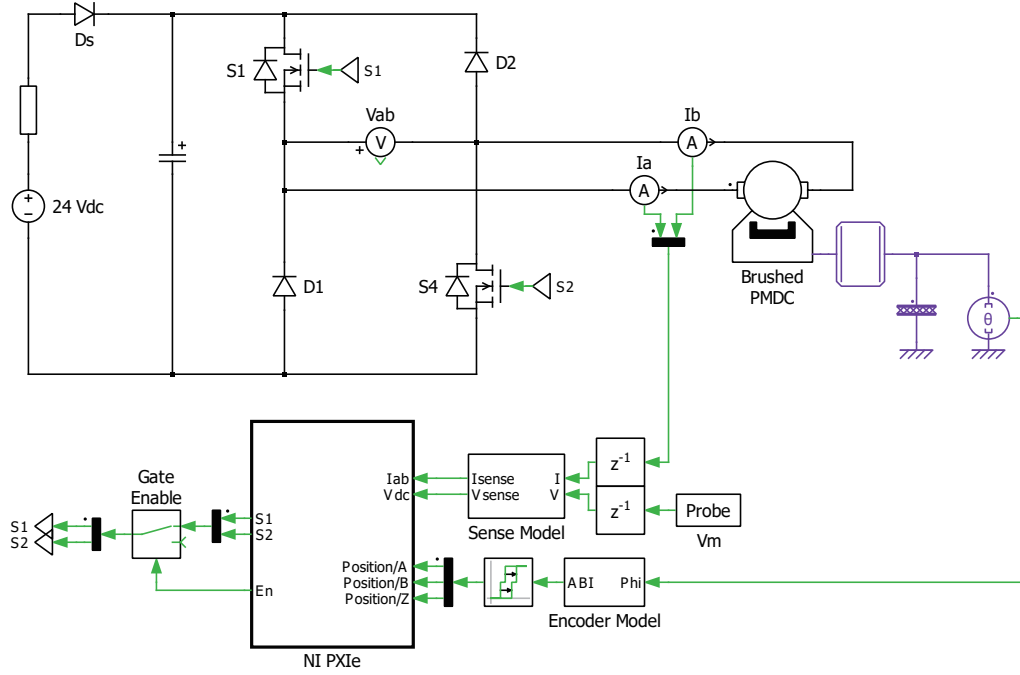 Ds
S1
S1
D2
Vab
V
+
Ib
A
Ia
A
+
24 Vdc
D1
S4
S2
Brushed
PMDC
θ
Gate
Enable
S1
S2
S1
S2
En
Iab
Vdc
Position/A
Position/B
Position/Z
NI PXIe
Isense
Vsense
I
V
Sense Model
z⁻¹
z⁻¹
Probe
Vm
ABI
Phi
Encoder Model